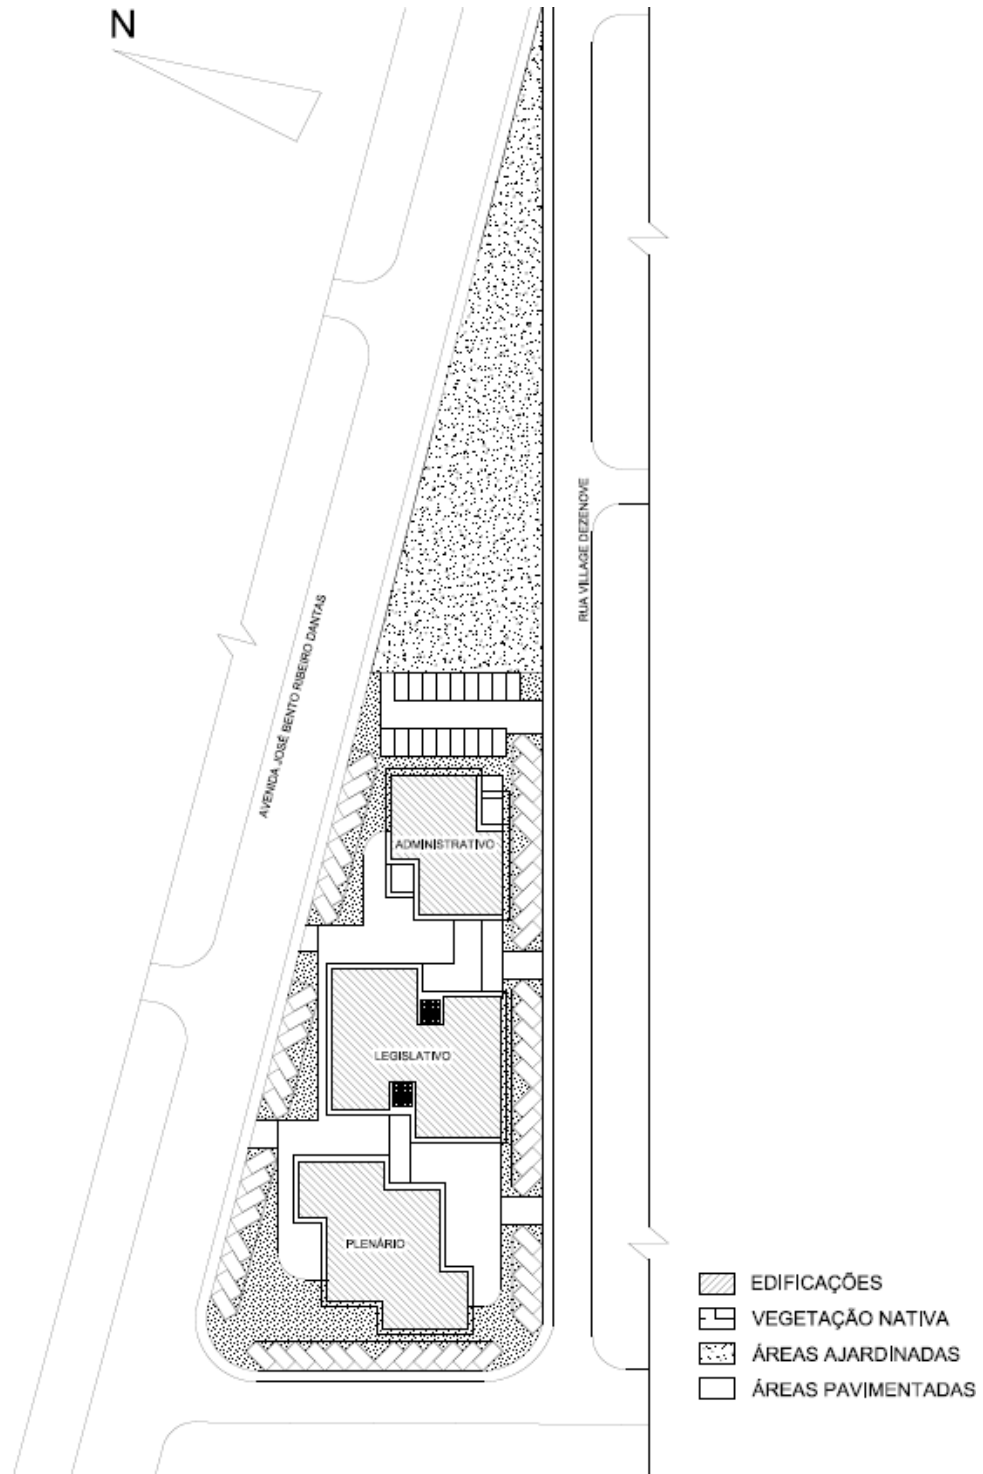 N
AVENIDA JOSÉ BENTO RIBEIRO DANTAS
RUA VILLAGE DEZENOVE
ADMINISTRATIVO
LEGISLATIVO
PLENÁRIO
EDIFICAÇÕES
VEGETAÇÃO NATIVA
ÁREAS AJARDINADAS
ÁREAS PAVIMENTADAS